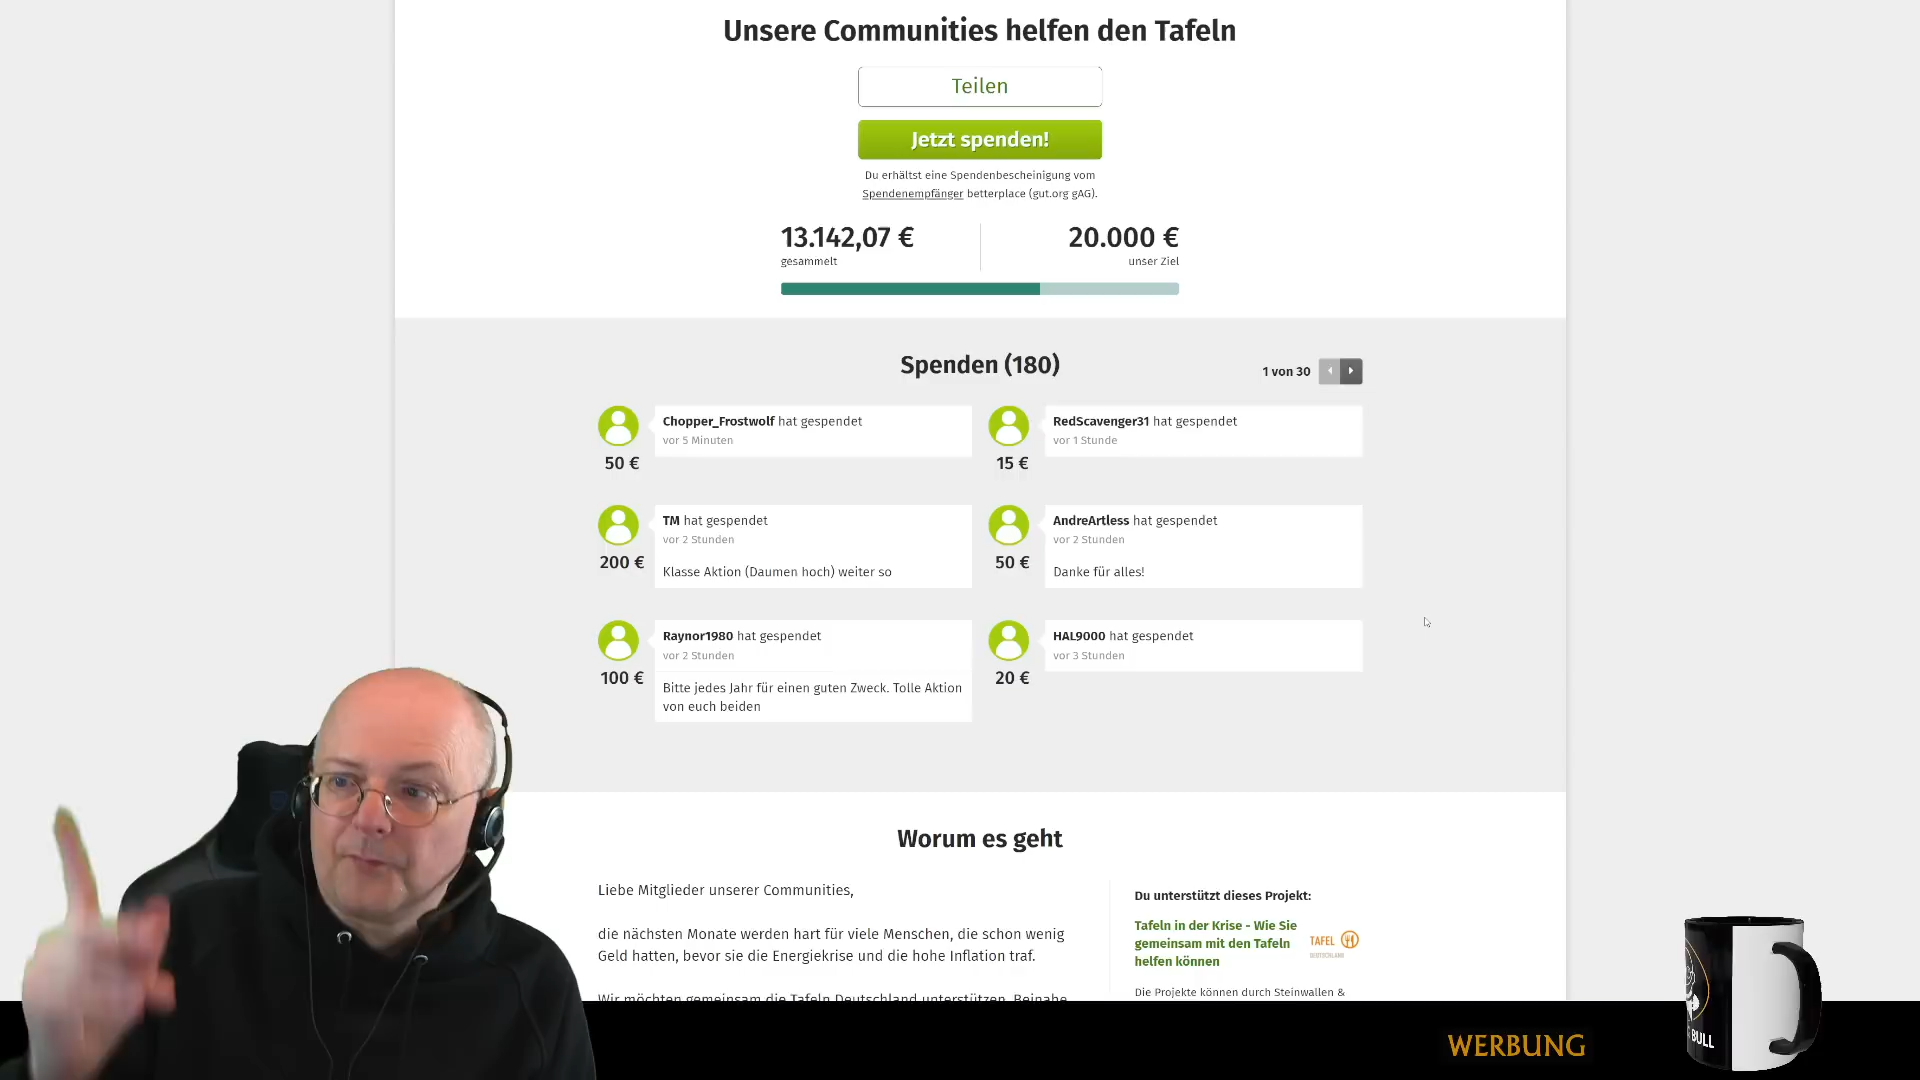 Unsere Communities helfen den Tafeln
Teilen
Jetzt spenden!
Du erhältst eine Spendenbescheinigung vom
Spendenempfänger betterplace (gut.org gAG).
13.142,07 €
gesammelt
20.000 €
unser Ziel
Spenden (180)
1 von 30
Chopper_Frostwolf hat gespendet
vor 5 Minuten
50 €
RedScavenger31 hat gespendet
vor 1 Stunde
15 €
TM hat gespendet
vor 2 Stunden
200 €
Klasse Aktion (Daumen hoch) weiter so
AndreArtless hat gespendet
vor 2 Stunden
50 €
Danke für alles!
Raynor1980 hat gespendet
vor 2 Stunden
100 €
Bitte jedes Jahr für einen guten Zweck. Tolle Aktion
von euch beiden
HAL9000 hat gespendet
vor 3 Stunden
20 €
Worum es geht
Liebe Mitglieder unserer Communities,
die nächsten Monate werden hart für viele Menschen, die schon wenig
Geld hatten, bevor sie die Energiekrise und die hohe Inflation traf.
Wir möchten gemeinsam die Tafeln Deutschland unterstützen. Beinahe
Du unterstützt dieses Projekt:
Tafeln in der Krise - Wie Sie
gemeinsam mit den Tafeln
helfen können
TAFEL
DEUTSCHLAND
Die Projekte können durch Steinwallen &
WERBUNG
BULL